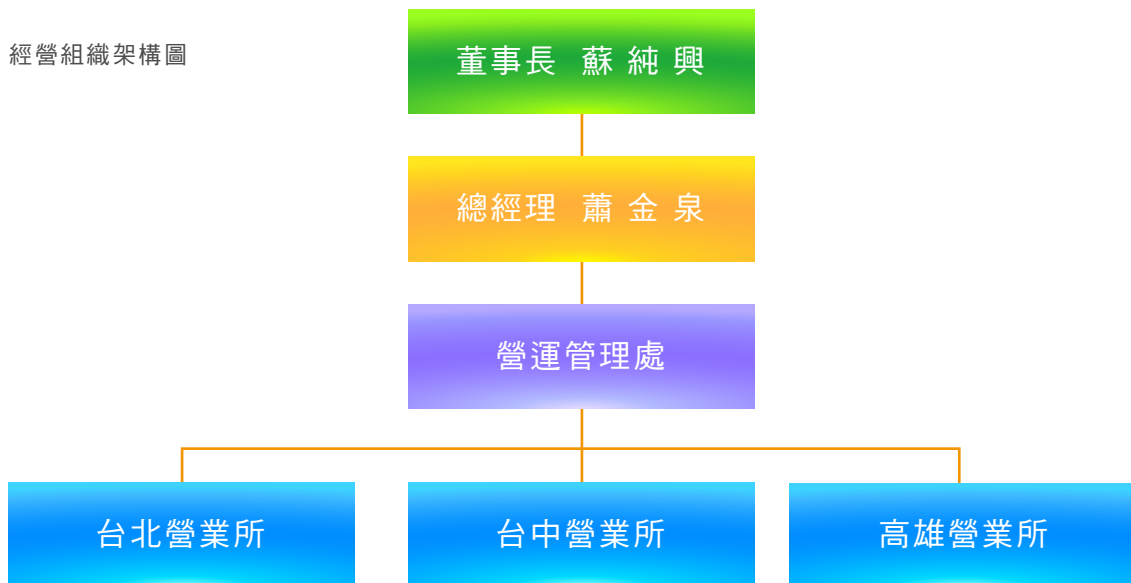 經營組織架構圖
董事長 蘇 純 興
總經理 蕭 金 泉
營運管理處
台北營業所
台中營業所
高雄營業所